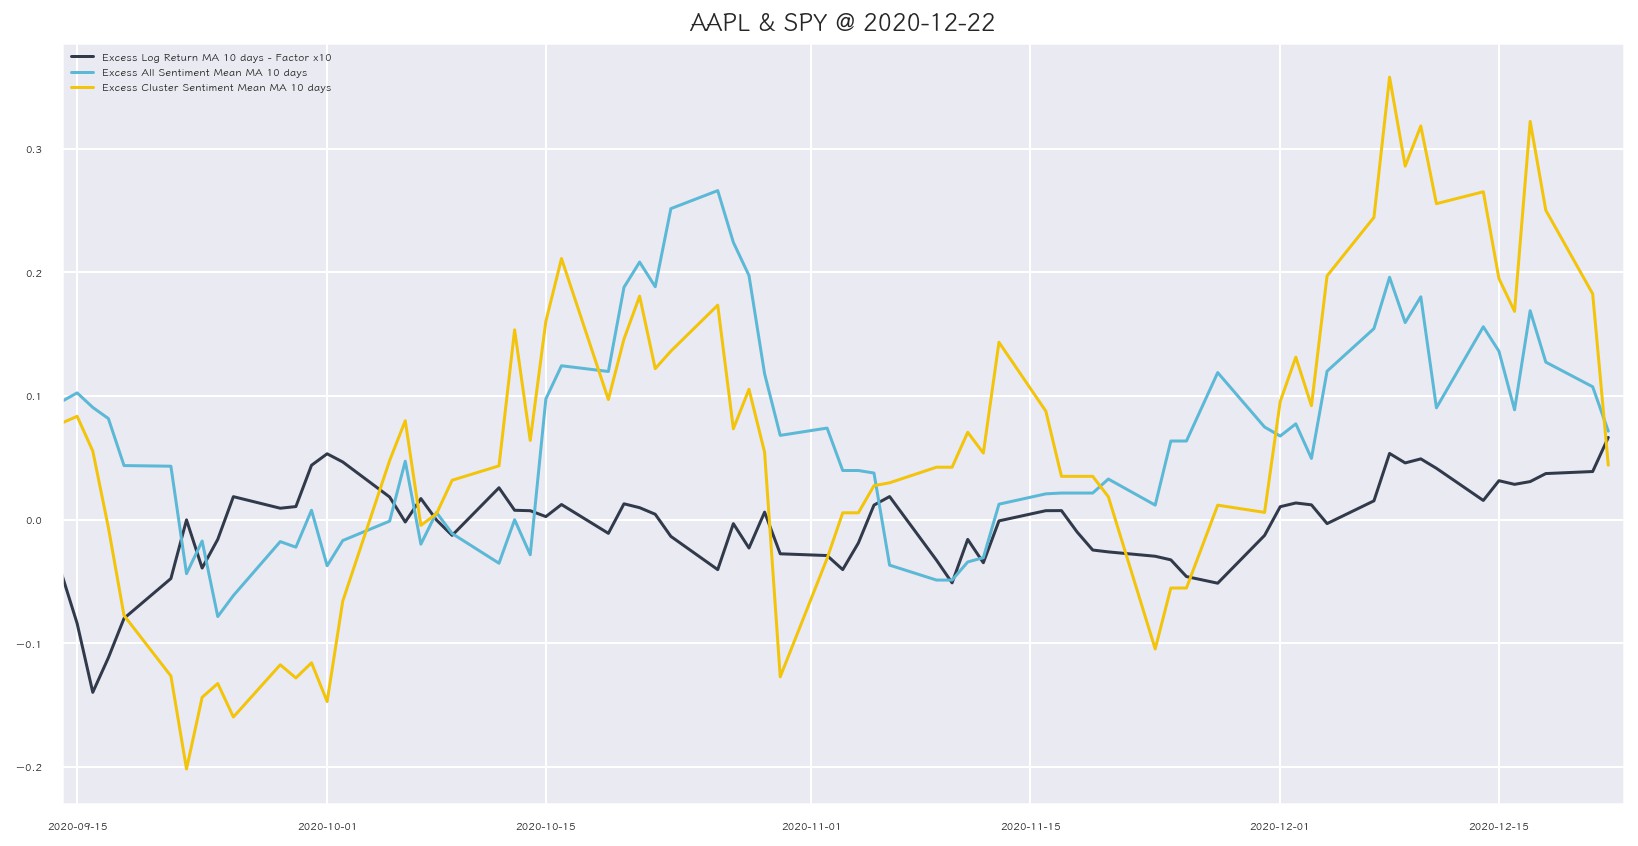 AAPL & SPY @ 2020-12-22
Excess Log Return MA 10 days - Factor x10
Excess All Sentiment Mean MA 10 days
Excess Cluster Sentiment Mean MA 10 days
0.3
0.2
0.1
0.0
−0.1
−0.2
2020-09-15 2020-10-01 2020-10-15 2020-11-01 2020-11-15 2020-12-01 2020-12-15